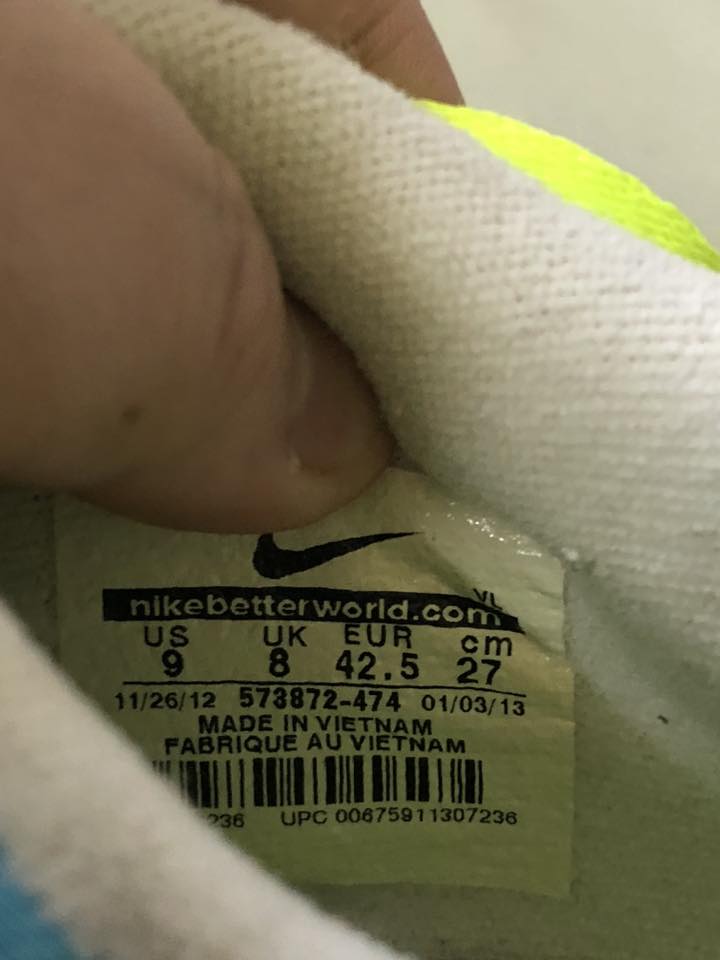 VL
nikebetterworld.com
US UK EUR cm
9 8 42.5 27
11/26/12 573872-474 01/03/13
MADE IN VIETNAM
FABRIQUE AU VIETNAM
236 UPC 00675911307236